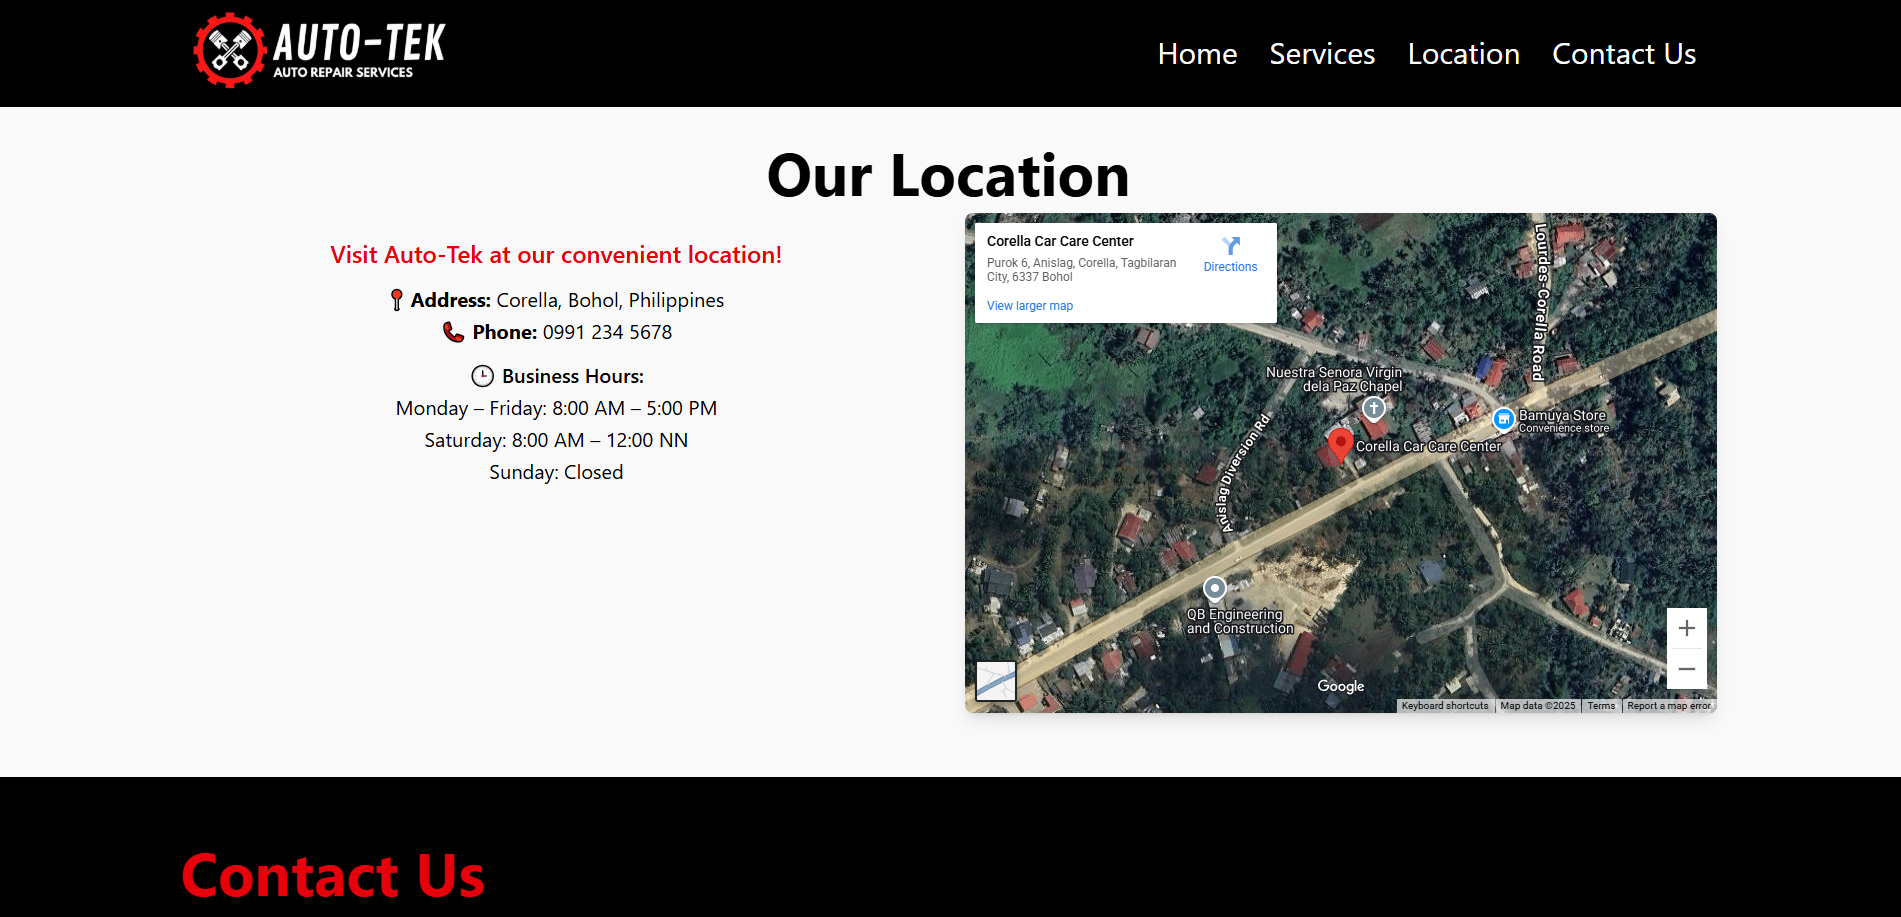 AUTO-TEK
AUTO REPAIR SERVICES
Home
Services
Location
Contact Us
Our Location
Visit Auto-Tek at our convenient location!
Address: Corella, Bohol, Philippines
Phone: 0991 234 5678
Business Hours:
Monday – Friday: 8:00 AM – 5:00 PM
Saturday: 8:00 AM – 12:00 NN
Sunday: Closed
Corella Car Care Center
Purok 6, Anislag, Corella, Tagbilaran
City, 6337 Bohol
Directions
View larger map
Lourdes-Corella Road
Nuestra Senora Virgin
dela Paz Chapel
Bamuya Store
Convenience store
Corella Car Care Center
Anislag Diversion Rd
QB Engineering
and Construction
Google
Keyboard shortcuts
Map data ©2025
Terms
Report a map error
Contact Us